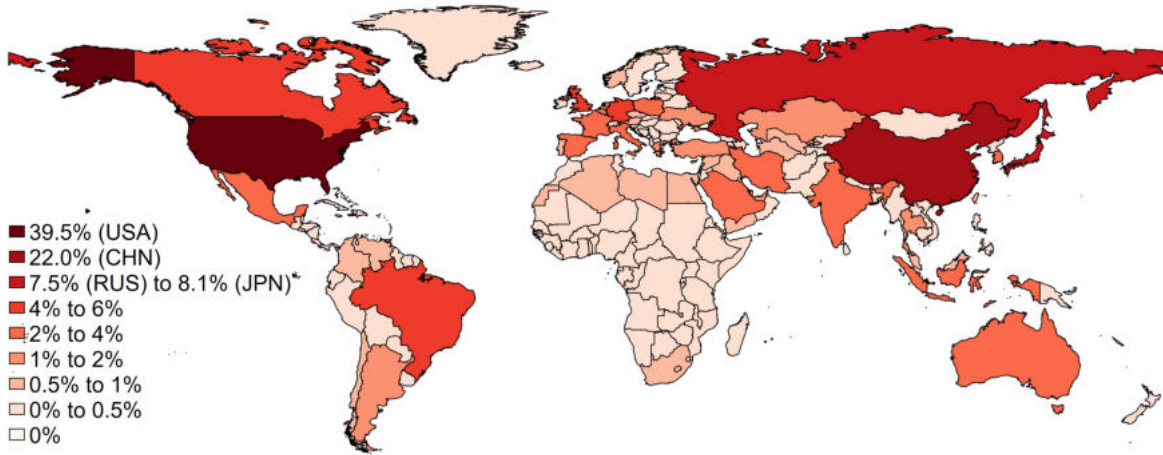 39.5% (USA)
22.0% (CHN)
7.5% (RUS) to 8.1% (JPN)
4% to 6%
2% to 4%
1% to 2%
0.5% to 1%
0% to 0.5%
0%